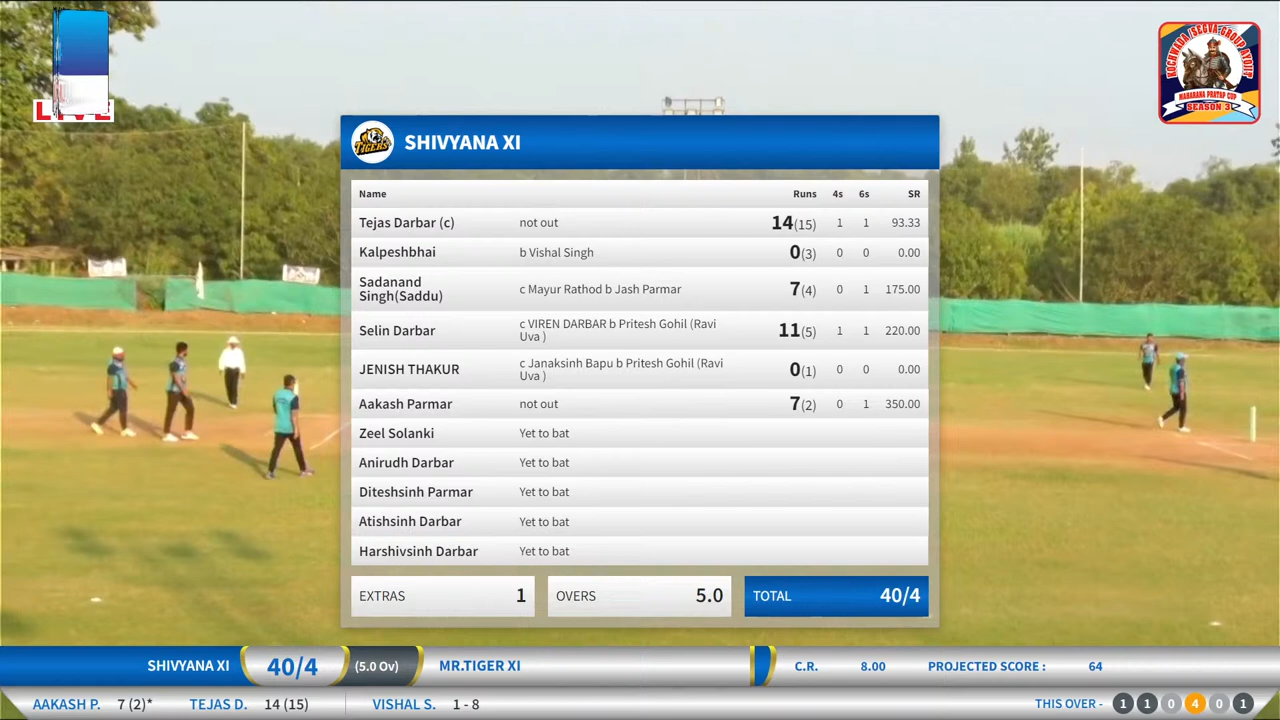 LIVE
KOCHWADA/SEGVA GROUP AYOJIT
MAHARANA PRATAP CUP
SEASON 3
TIGERS
SHIVYANA XI
Name Runs 4s 6s SR
Tejas Darbar (c) not out 14(15) 1 1 93.33
Kalpeshbhai b Vishal Singh 0(3) 0 0 0.00
Sadanand Singh(Saddu) c Mayur Rathod b Jash Parmar 7(4) 0 1 175.00
Selin Darbar c VIREN DARBAR b Pritesh Gohil (Ravi Uva ) 11(5) 1 1 220.00
JENISH THAKUR c Janaksinh Bapu b Pritesh Gohil (Ravi Uva ) 0(1) 0 0 0.00
Aakash Parmar not out 7(2) 0 1 350.00
Zeel Solanki Yet to bat
Anirudh Darbar Yet to bat
Diteshsinh Parmar Yet to bat
Atishsinh Darbar Yet to bat
Harshivsinh Darbar Yet to bat
EXTRAS 1 OVERS 5.0 TOTAL 40/4
SHIVYANA XI 40/4 (5.0 Ov) MR.TIGER XI C.R. 8.00 PROJECTED SCORE : 64
AAKASH P. 7 (2)* TEJAS D. 14 (15) VISHAL S. 1 - 8 THIS OVER - 1 1 0 4 0 1